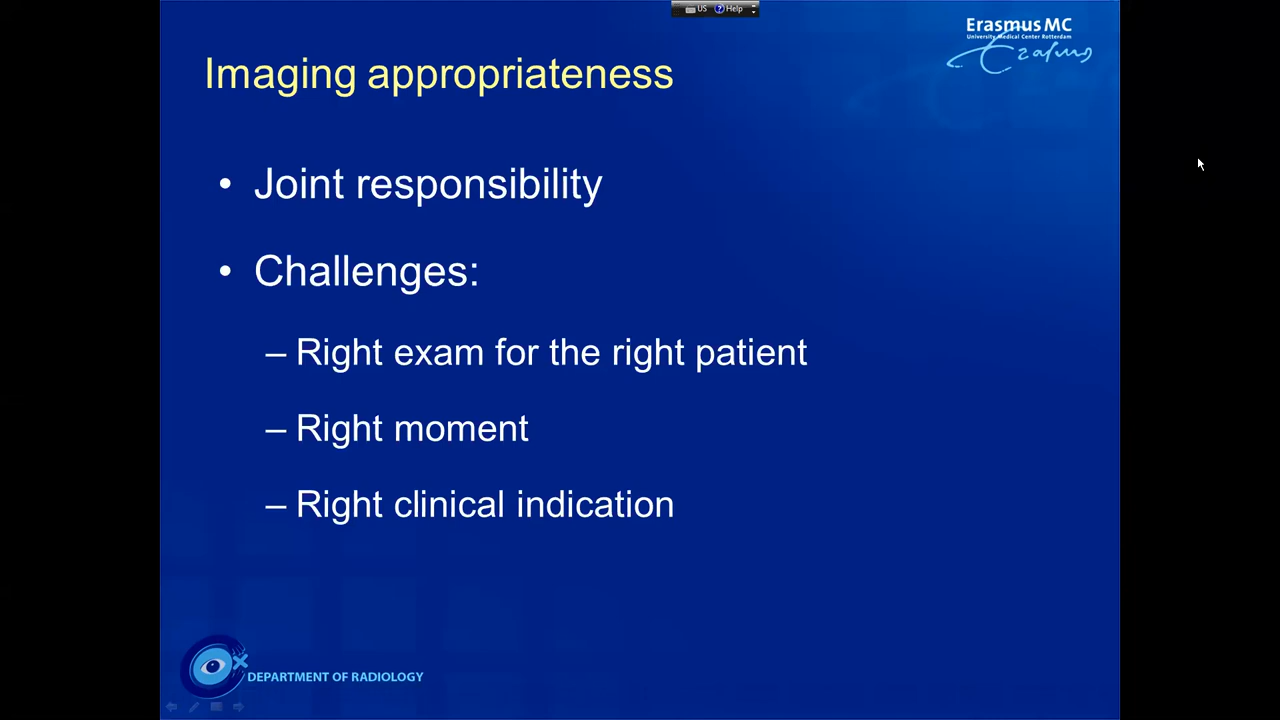 US Help
Erasmus MC
University Medical Center Rotterdam
Erasmus
Imaging appropriateness
• Joint responsibility
• Challenges:
– Right exam for the right patient
– Right moment
– Right clinical indication
DEPARTMENT OF RADIOLOGY